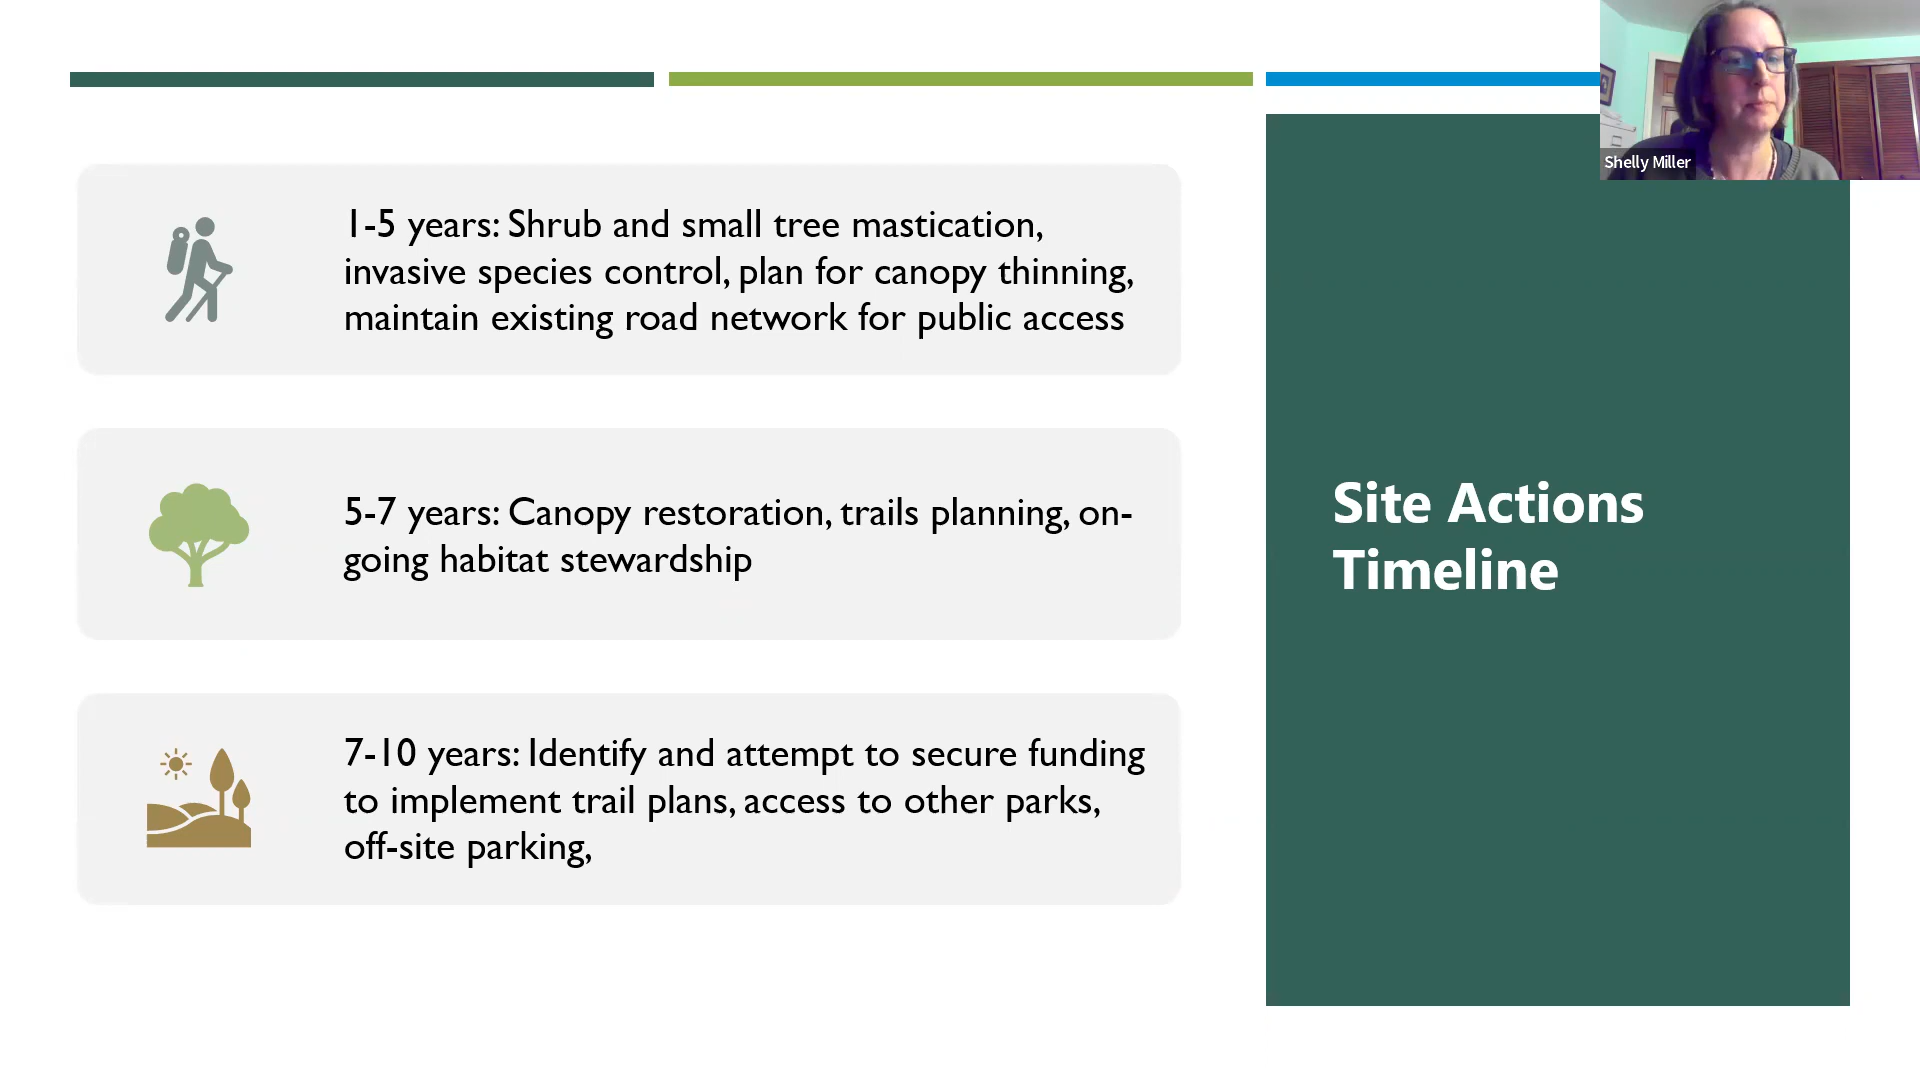 Shelly Miller
1-5 years: Shrub and small tree mastication,
invasive species control, plan for canopy thinning,
maintain existing road network for public access
5-7 years: Canopy restoration, trails planning, on-
going habitat stewardship
7-10 years: Identify and attempt to secure funding
to implement trail plans, access to other parks,
off-site parking,
Site Actions
Timeline